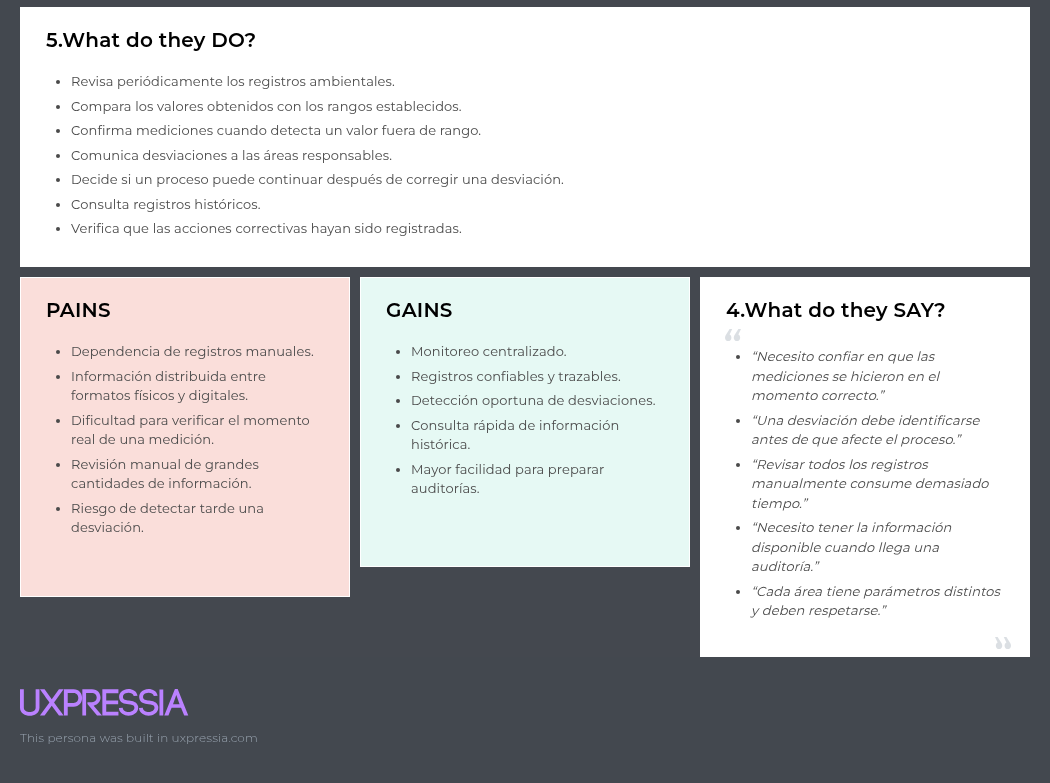 5.What do they DO?
• Revisa periódicamente los registros ambientales.
• Compara los valores obtenidos con los rangos establecidos.
• Confirma mediciones cuando detecta un valor fuera de rango.
• Comunica desviaciones a las áreas responsables.
• Decide si un proceso puede continuar después de corregir una desviación.
• Consulta registros históricos.
• Verifica que las acciones correctivas hayan sido registradas.
PAINS
• Dependencia de registros manuales.
• Información distribuida entre
formatos físicos y digitales.
• Dificultad para verificar el momento
real de una medición.
• Revisión manual de grandes
cantidades de información.
• Riesgo de detectar tarde una
desviación.
GAINS
• Monitoreo centralizado.
• Registros confiables y trazables.
• Detección oportuna de desviaciones.
• Consulta rápida de información
histórica.
• Mayor facilidad para preparar
auditorías.
4.What do they SAY?
“
• “Necesito confiar en que las
mediciones se hicieron en el
momento correcto.”
• “Una desviación debe identificarse
antes de que afecte el proceso.”
• “Revisar todos los registros
manualmente consume demasiado
tiempo.”
• “Necesito tener la información
disponible cuando llega una
auditoría.”
• “Cada área tiene parámetros distintos
y deben respetarse.”
”
UXPRESSIA
This persona was built in uxpressia.com